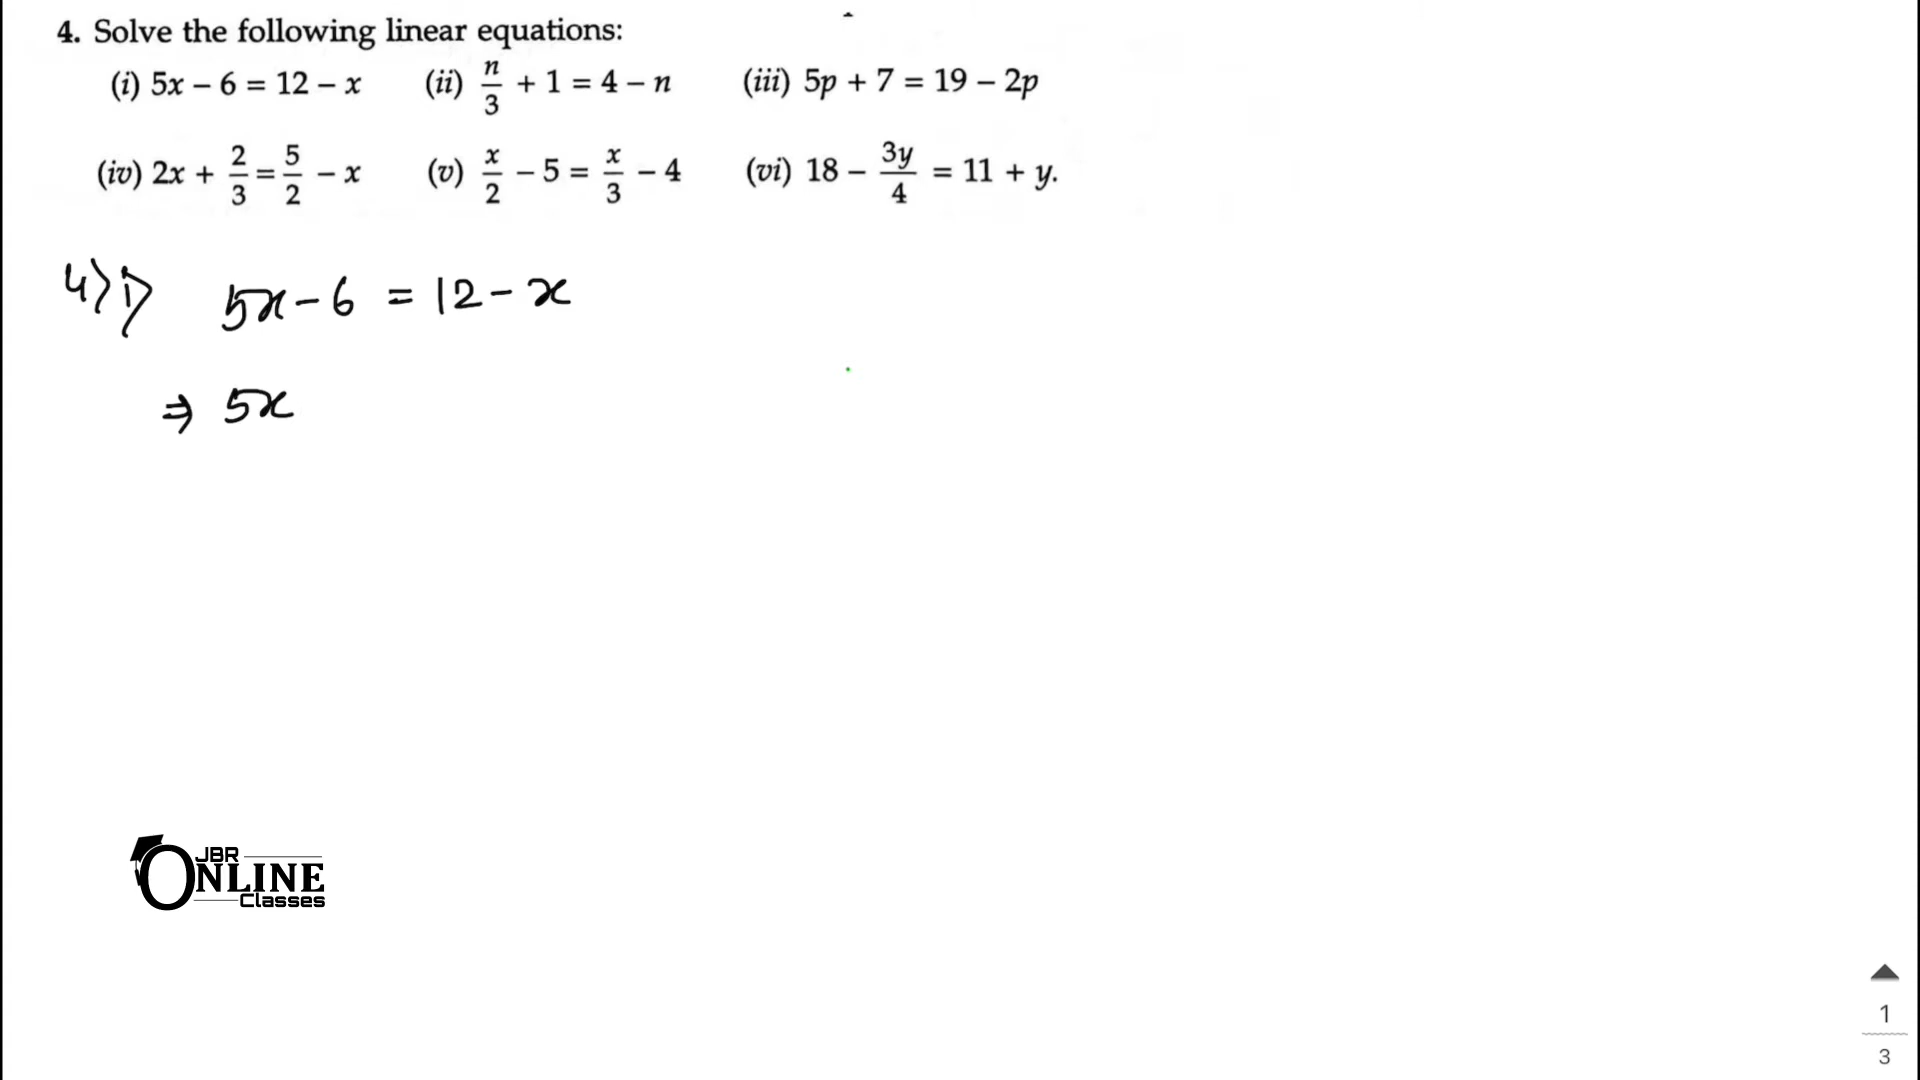 4. Solve the following linear equations:
(i) 5x – 6 = 12 – x (ii) n/3 + 1 = 4 – n (iii) 5p + 7 = 19 – 2p
(iv) 2x + 2/3 = 5/2 – x (v) x/2 – 5 = x/3 – 4 (vi) 18 – 3y/4 = 11 + y.
4) i) 5x – 6 = 12 – x
⇒ 5x
JBR
ONLINE
Classes
1
3